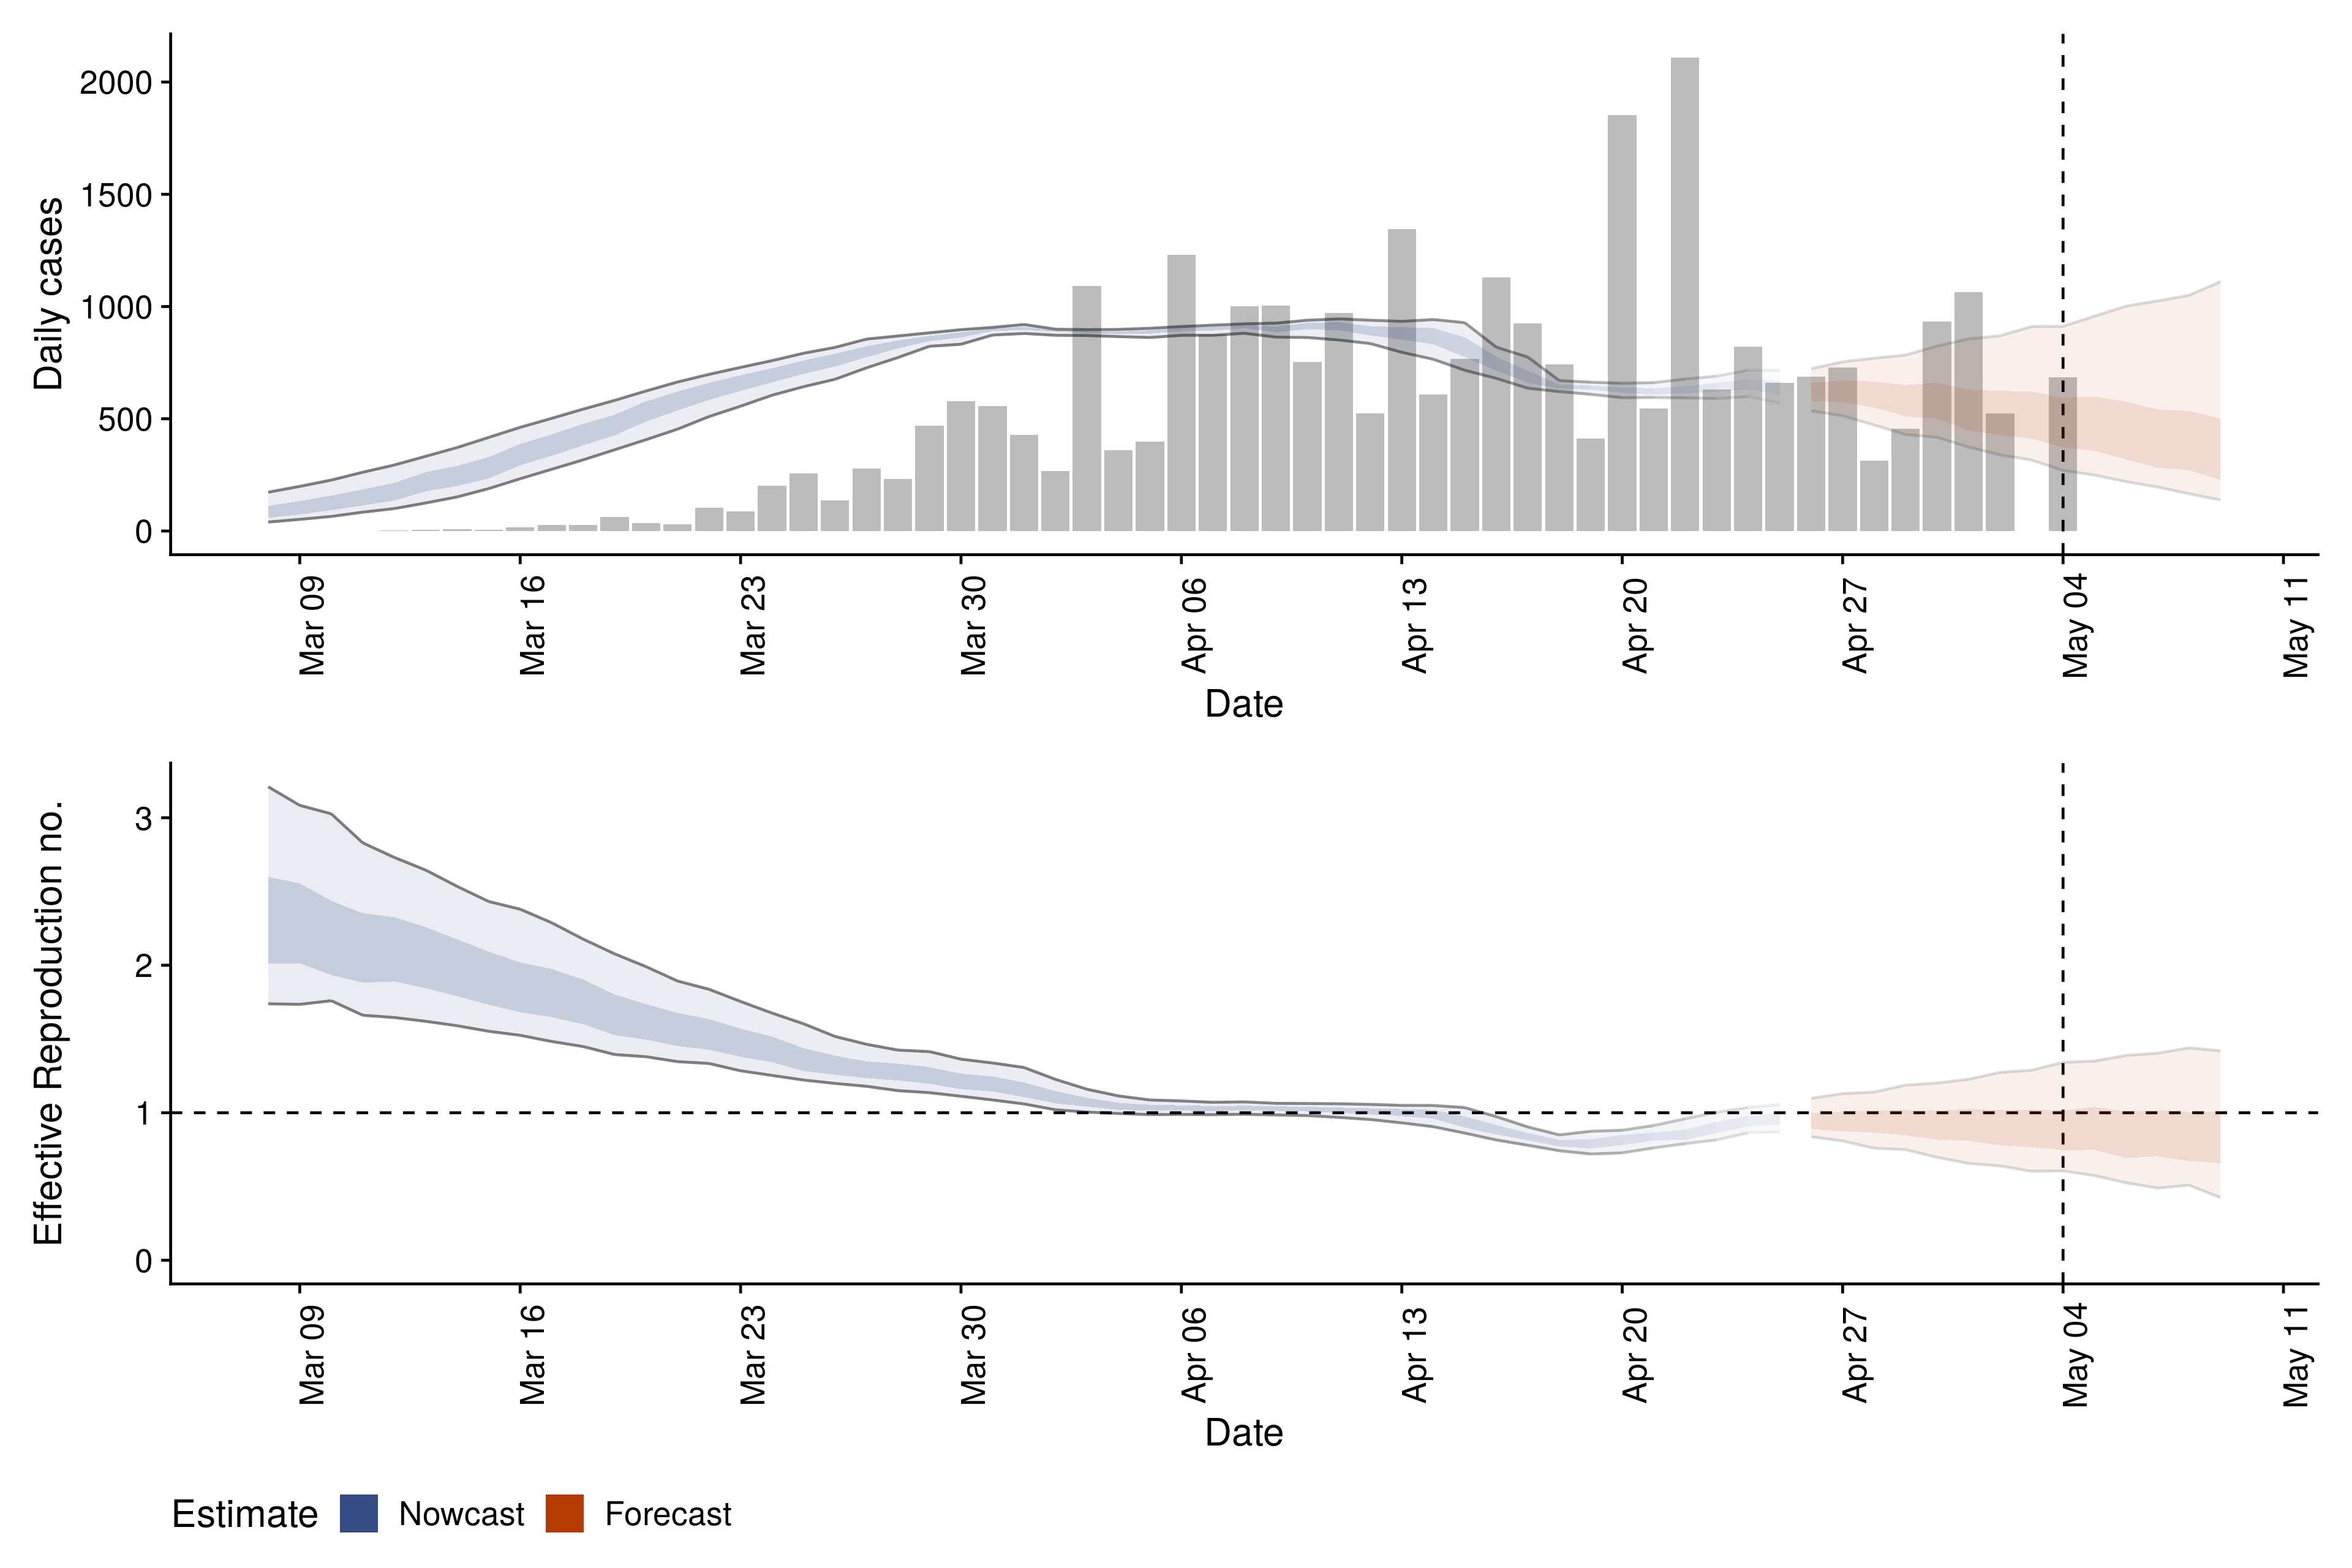 Daily cases
2000
1500
1000
500
0
Mar 09 Mar 16 Mar 23 Mar 30 Apr 06 Apr 13 Apr 20 Apr 27 May 04 May 11
Date
Effective Reproduction no.
3
2
1
0
Mar 09 Mar 16 Mar 23 Mar 30 Apr 06 Apr 13 Apr 20 Apr 27 May 04 May 11
Date
Estimate Nowcast Forecast